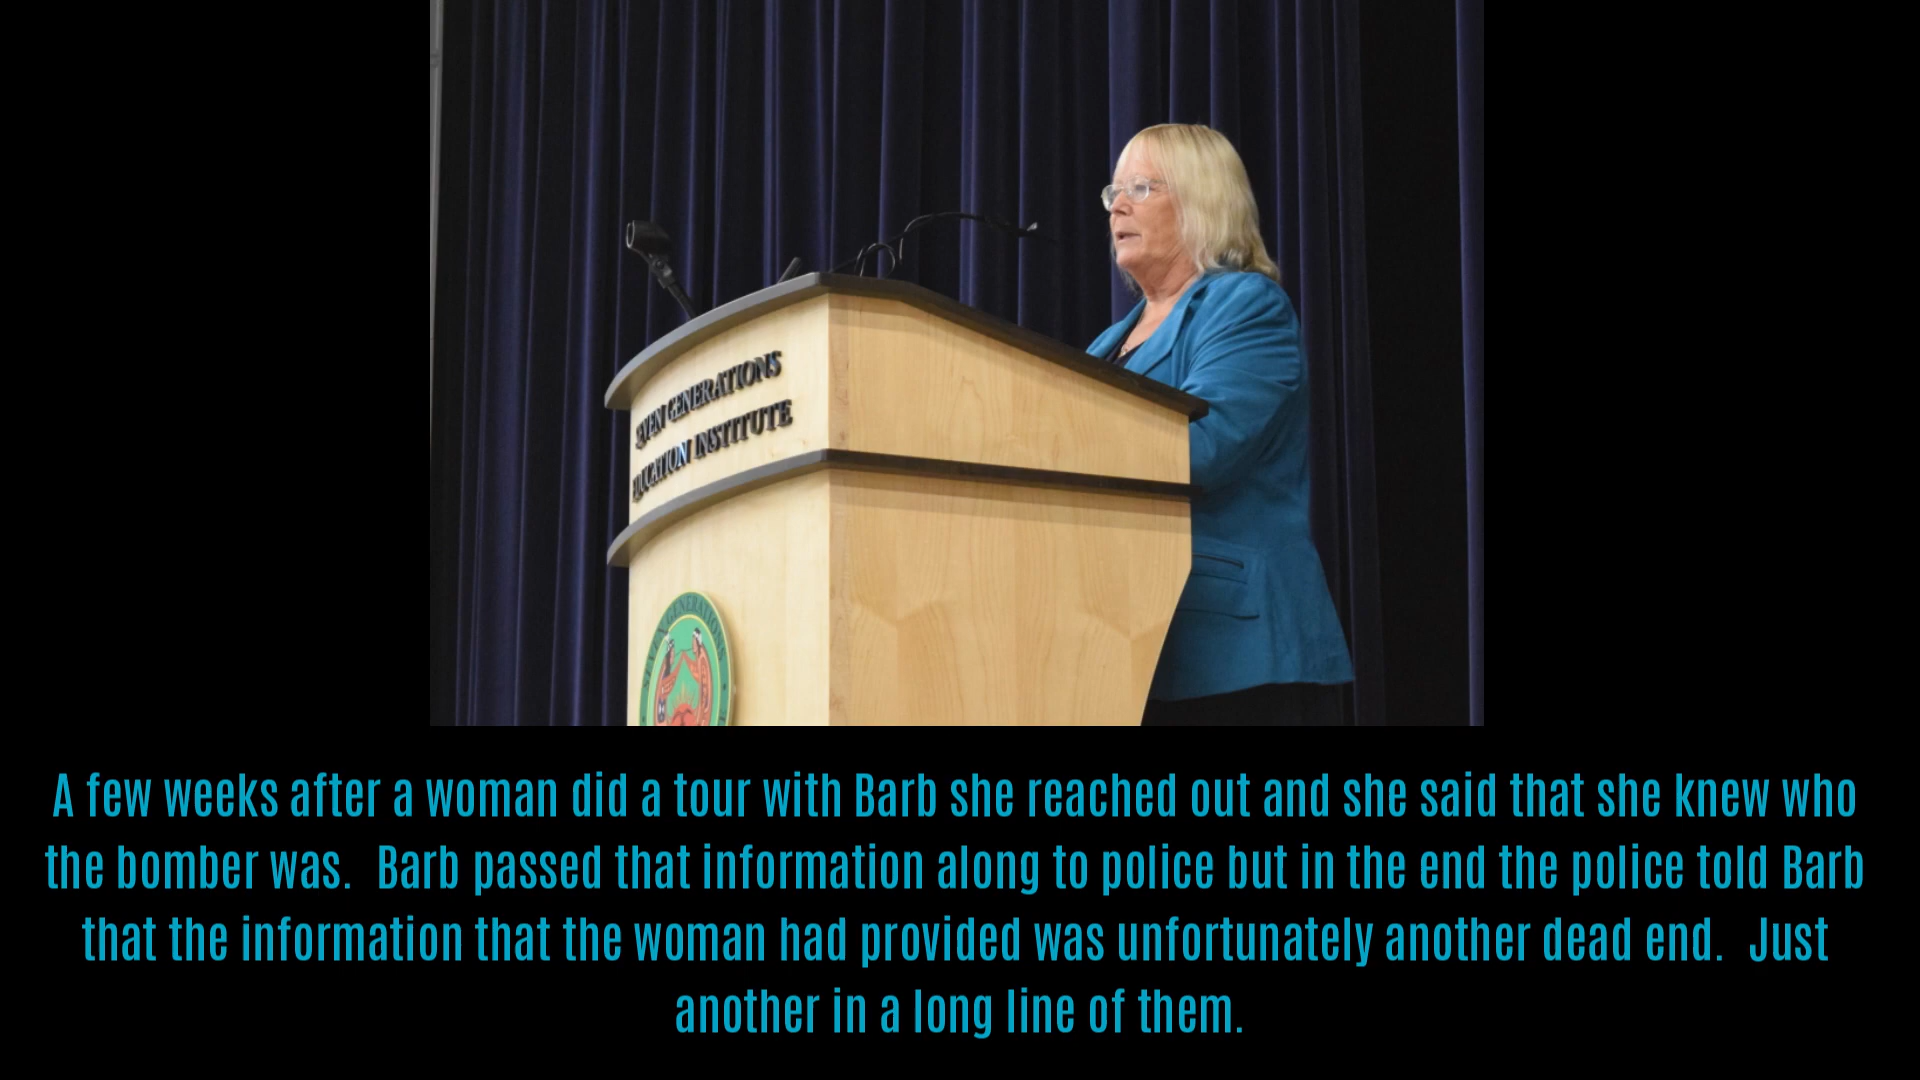 SEVEN GENERATIONS
EDUCATION INSTITUTE
SEVEN GENERATIONS
A few weeks after a woman did a tour with Barb she reached out and she said that she knew who
the bomber was.  Barb passed that information along to police but in the end the police told Barb
that the information that the woman had provided was unfortunately another dead end.  Just
another in a long line of them.